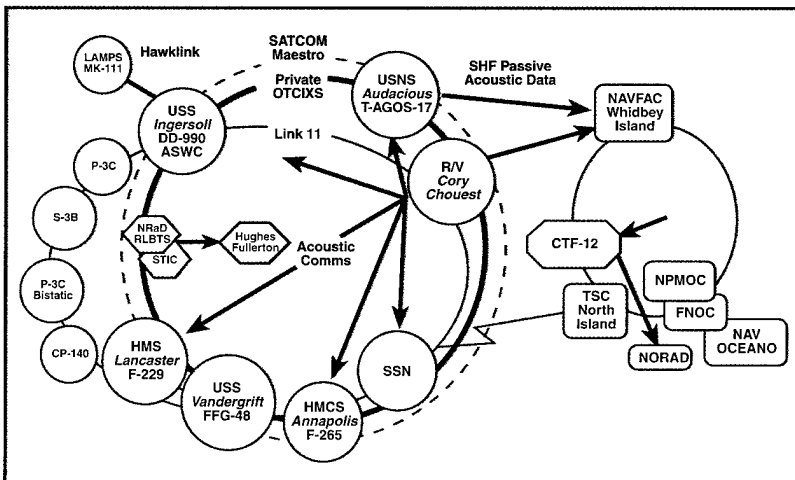 LAMPS
MK-111
Hawklink
SATCOM
Maestro
Private
OTCIXS
USS
Ingersoll
DD-990
ASWC
USNS
Audacious
T-AGOS-17
SHF Passive
Acoustic Data
NAVFAC
Whidbey
Island
Link 11
R/V
Cory
Chouest
P-3C
S-3B
P-3C
Bistatic
CP-140
NRaD
RLBTS
STIC
Hughes
Fullerton
Acoustic
Comms
CTF-12
TSC
North
Island
NPMOC
FNOC
NAV
OCEANO
NORAD
HMS
Lancaster
F-229
USS
Vandergrift
FFG-48
HMCS
Annapolis
F-265
SSN